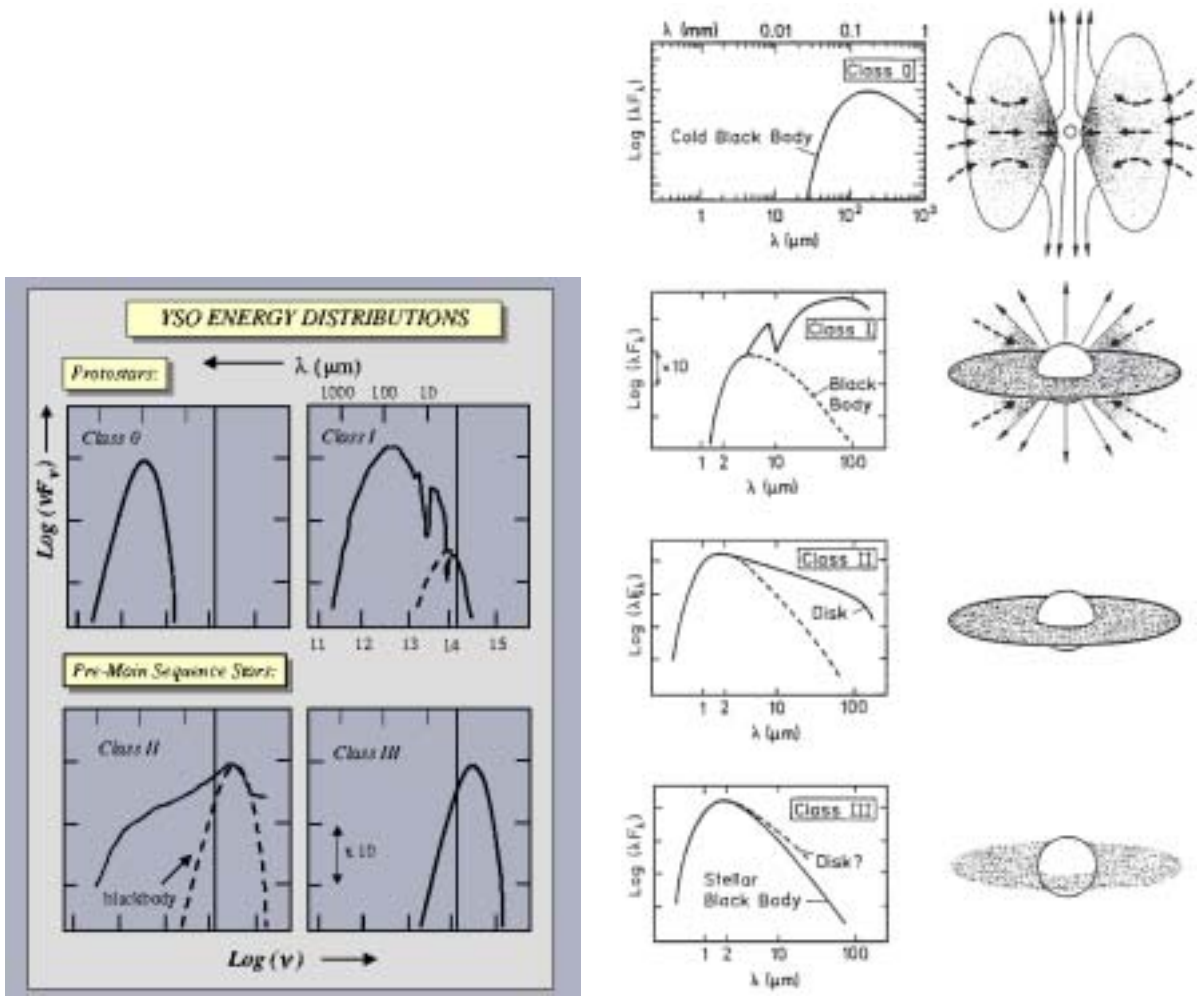 YSO ENERGY DISTRIBUTIONS
Protostars:
λ (μm)
1000 100 10
Class 0
Class I
Log (νFν)
11 12 13 14 15
Pre-Main Sequence Stars:
Class II
Class III
x 10
blackbody
Log (ν)
λ (mm) 0.01 0.1 1
Class 0
Cold Black Body
Log (λFλ)
1 10 10² 10³
λ (μm)
Class I
x 10
Black
Body
Log (λFλ)
1 2 10 100
λ (μm)
Class II
Disk
Log (λFλ)
1 2 10 100
λ (μm)
Class III
Disk?
Stellar
Black Body
Log (λFλ)
1 2 10 100
λ (μm)